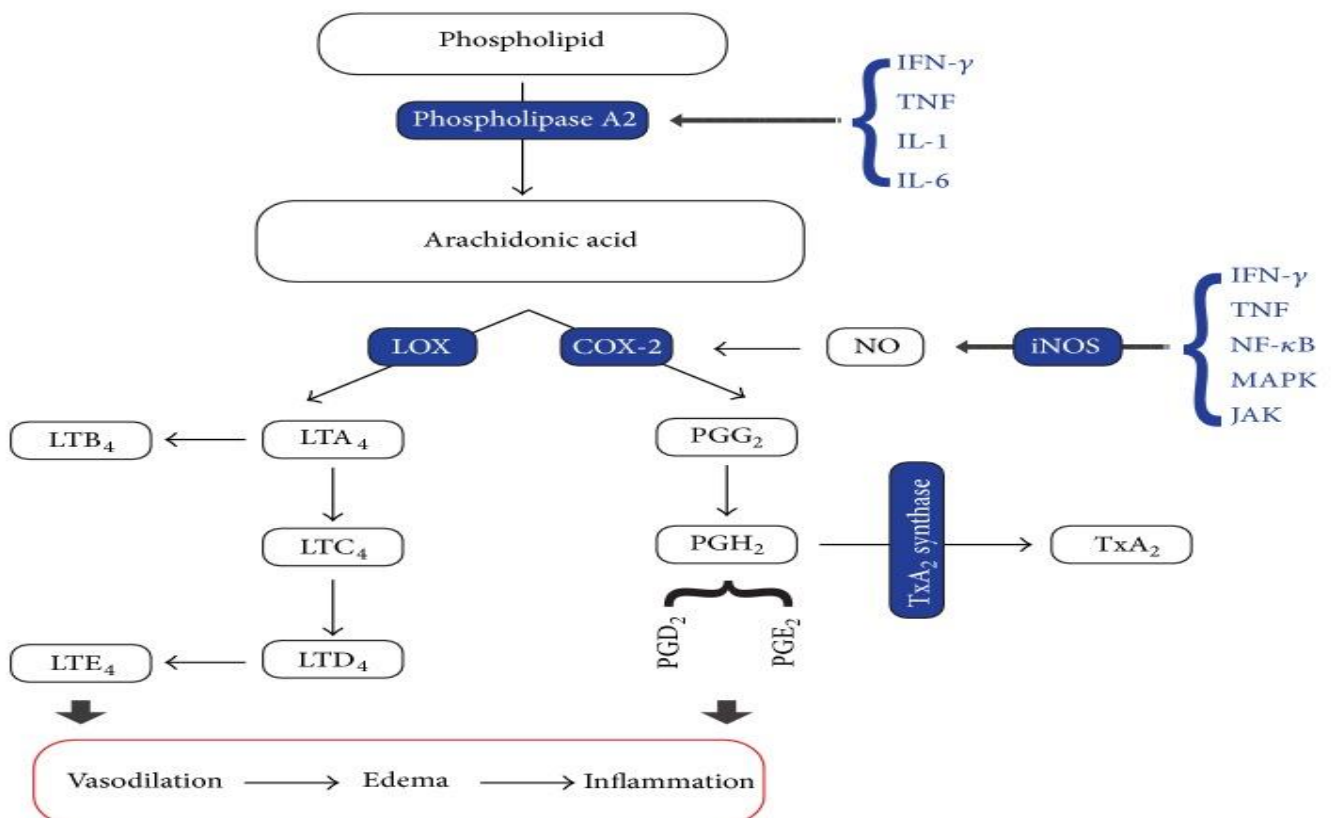 Phospholipid
Phospholipase A2
IFN-γ
TNF
IL-1
IL-6
Arachidonic acid
LOX
COX-2
NO
iNOS
IFN-γ
TNF
NF-κB
MAPK
JAK
LTB₄
LTA₄
PGG₂
LTC₄
PGH₂
TxA₂ synthase
TxA₂
PGD₂
PGE₂
LTE₄
LTD₄
Vasodilation
Edema
Inflammation